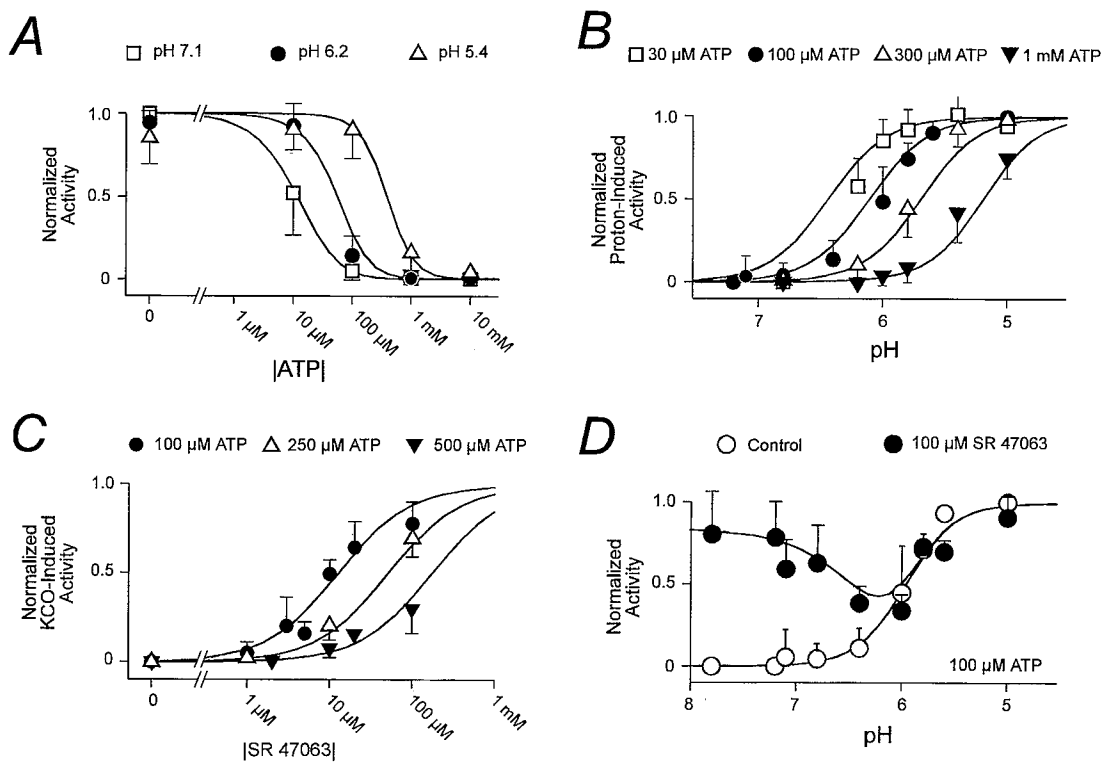 A
pH 7.1 pH 6.2 pH 5.4
1.0
0.5
0
Normalized
Activity
0 1 µM 10 µM 100 µM 1 mM 10 mM
|ATP|
B
30 µM ATP 100 µM ATP 300 µM ATP 1 mM ATP
1.0
0.5
0
Normalized
Proton-Induced
Activity
7 6 5
pH
C
100 µM ATP 250 µM ATP 500 µM ATP
1.0
0.5
0
Normalized
KCO-Induced
Activity
0 1 µM 10 µM 100 µM 1 mM
|SR 47063|
D
Control 100 µM SR 47063
1.0
0.5
0
Normalized
Activity
100 µM ATP
8 7 6 5
pH